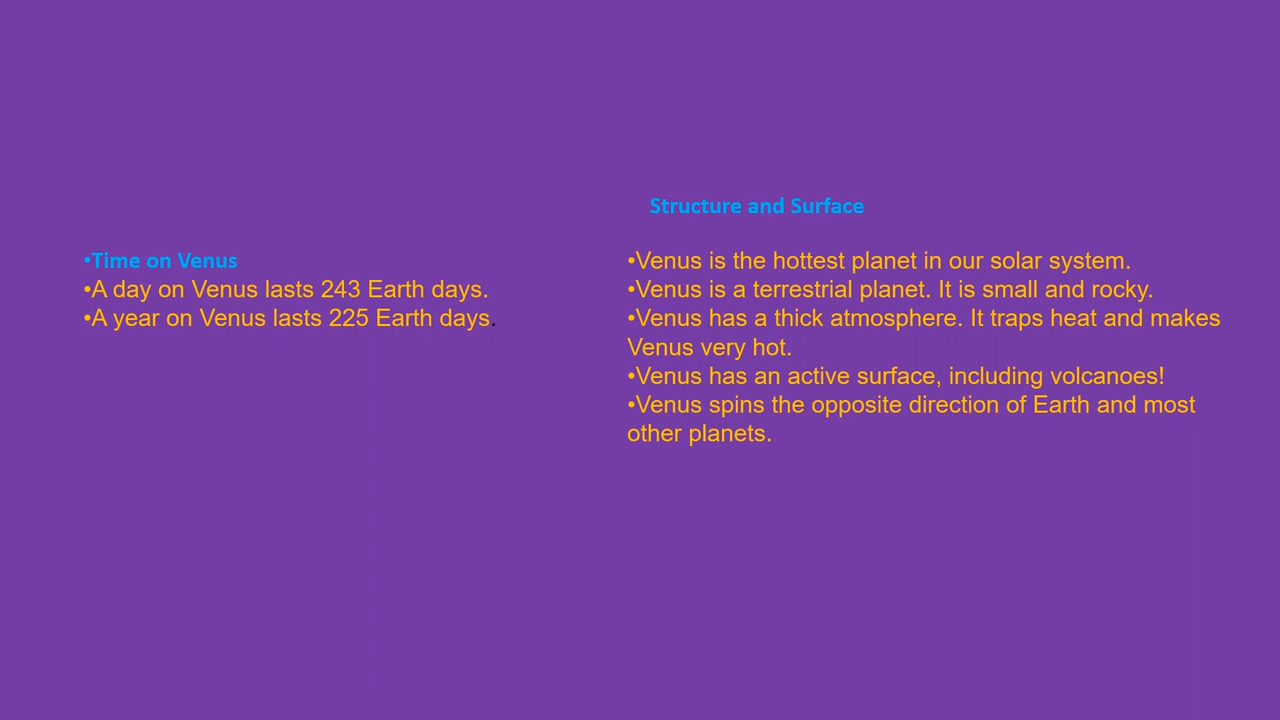 •Time on Venus
•A day on Venus lasts 243 Earth days.
•A year on Venus lasts 225 Earth days.
Structure and Surface
•Venus is the hottest planet in our solar system.
•Venus is a terrestrial planet. It is small and rocky.
•Venus has a thick atmosphere. It traps heat and makes
Venus very hot.
•Venus has an active surface, including volcanoes!
•Venus spins the opposite direction of Earth and most
other planets.